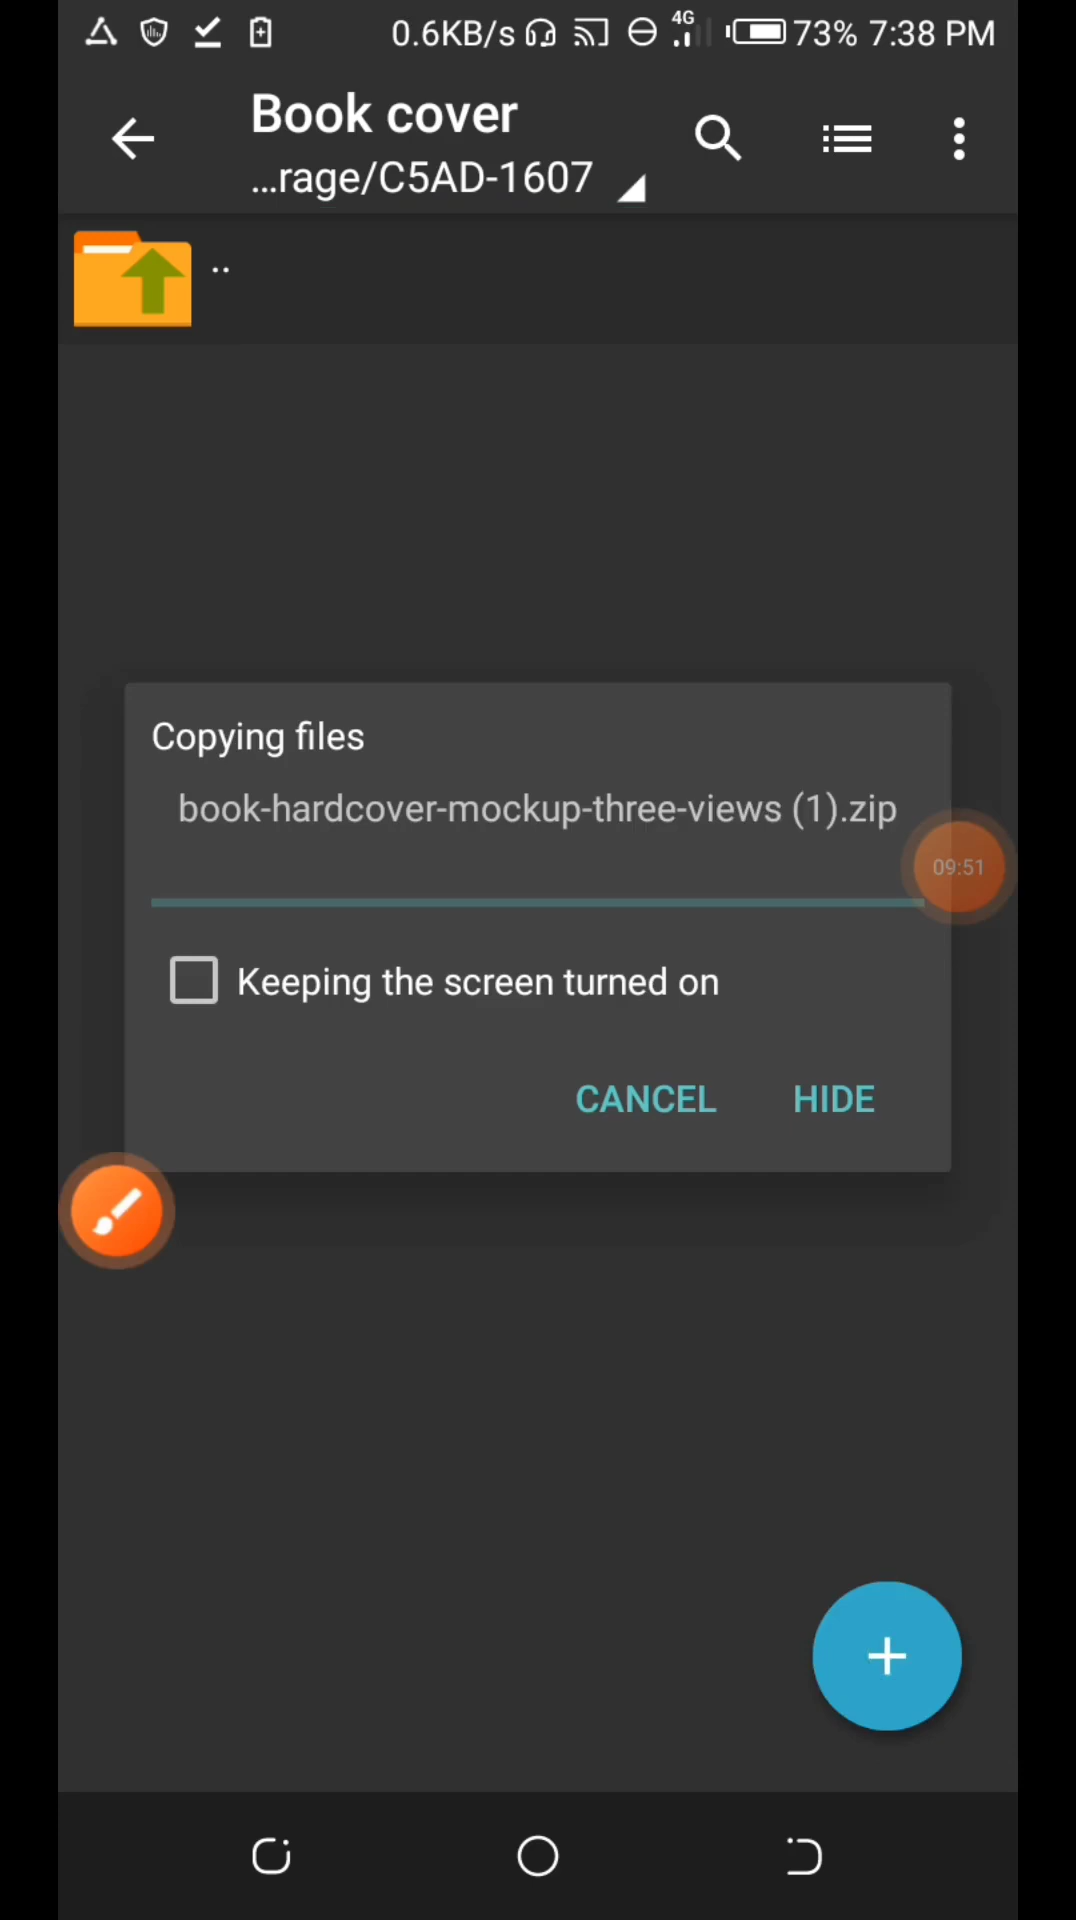 0.6KB/s 4G 73% 7:38 PM
Book cover
...rage/C5AD-1607
..
Copying files
book-hardcover-mockup-three-views (1).zip
09:51
Keeping the screen turned on
CANCEL HIDE